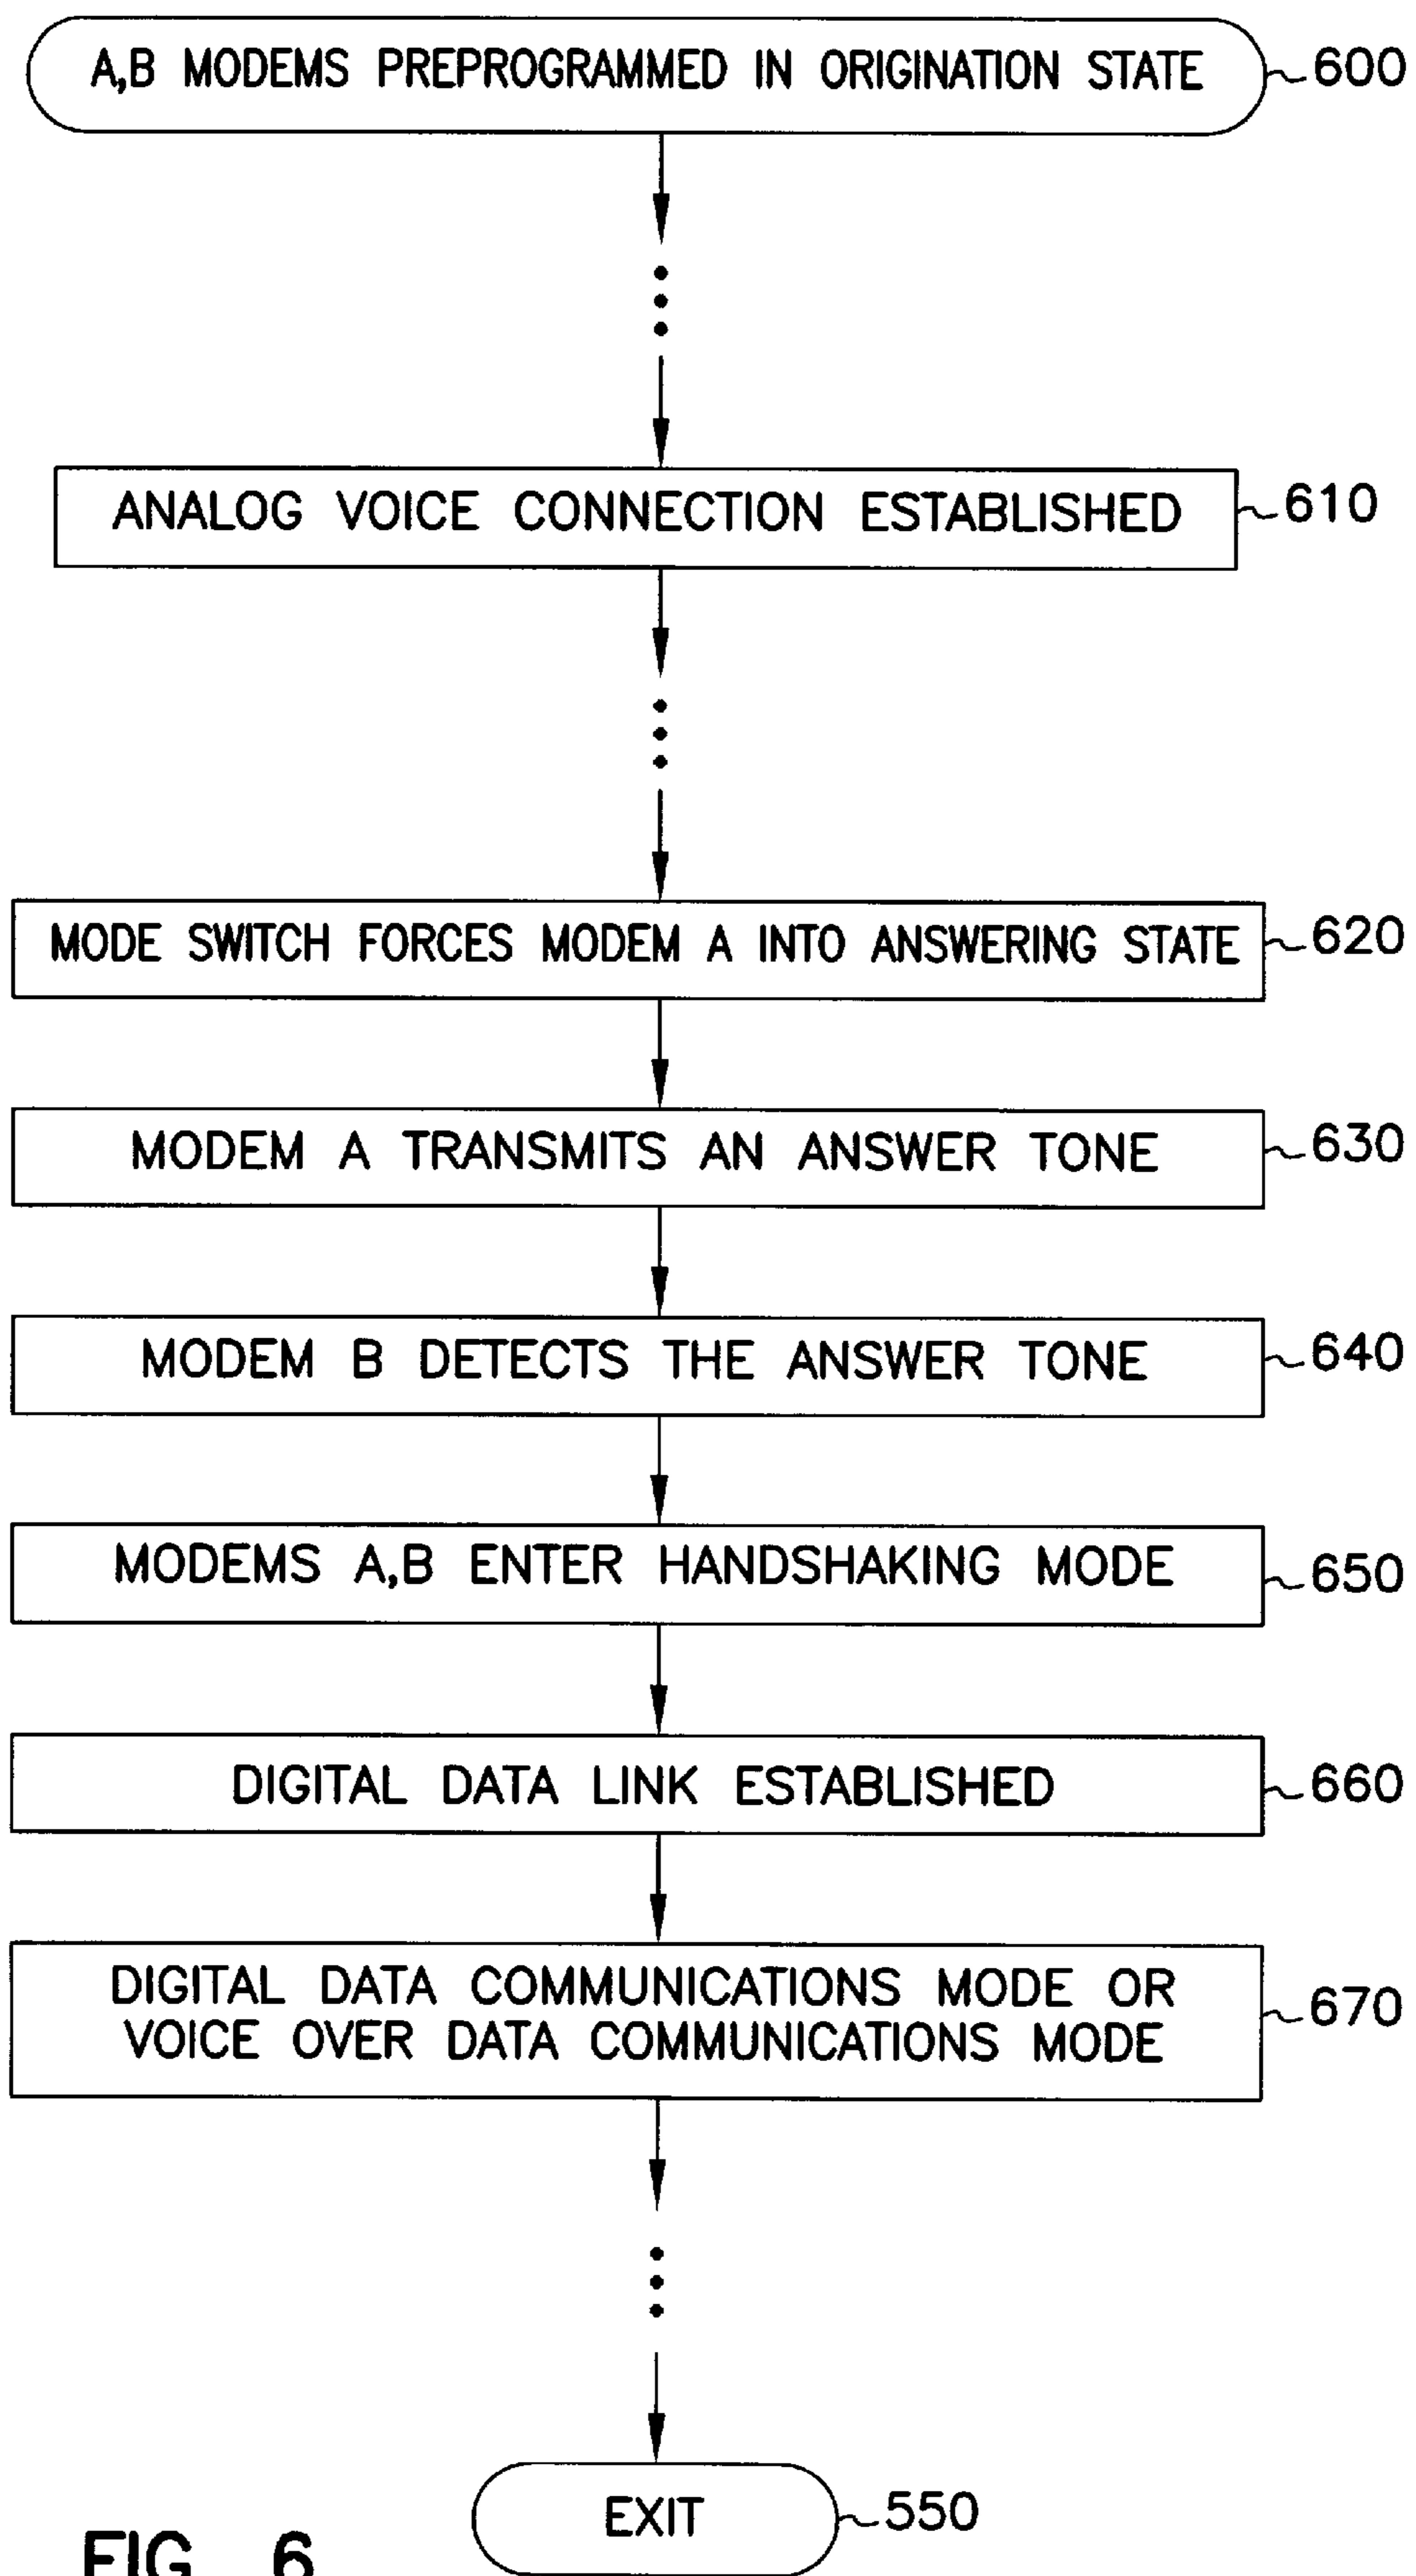 A,B MODEMS PREPROGRAMMED IN ORIGINATION STATE 600
ANALOG VOICE CONNECTION ESTABLISHED 610
MODE SWITCH FORCES MODEM A INTO ANSWERING STATE 620
MODEM A TRANSMITS AN ANSWER TONE 630
MODEM B DETECTS THE ANSWER TONE 640
MODEMS A,B ENTER HANDSHAKING MODE 650
DIGITAL DATA LINK ESTABLISHED 660
DIGITAL DATA COMMUNICATIONS MODE OR
VOICE OVER DATA COMMUNICATIONS MODE 670
EXIT 550
FIG. 6